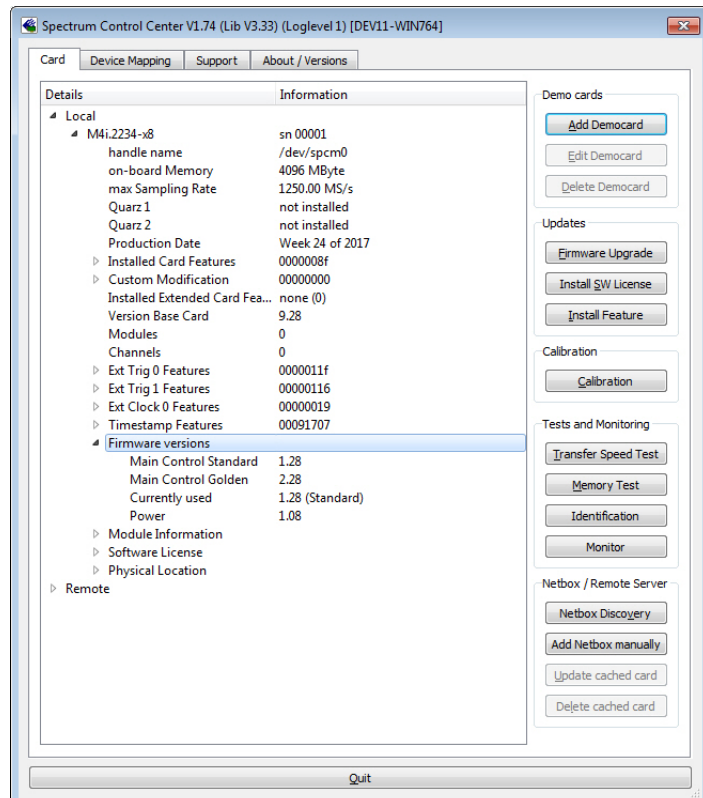 Spectrum Control Center V1.74 (Lib V3.33) (Loglevel 1) [DEV11-WIN764]
Card Device Mapping Support About / Versions
Details Information
Local
M4i.2234-x8 sn 00001
handle name /dev/spcm0
on-board Memory 4096 MByte
max Sampling Rate 1250.00 MS/s
Quarz 1 not installed
Quarz 2 not installed
Production Date Week 24 of 2017
Installed Card Features 0000008f
Custom Modification 00000000
Installed Extended Card Fea... none (0)
Version Base Card 9.28
Modules 0
Channels 0
Ext Trig 0 Features 0000011f
Ext Trig 1 Features 00000116
Ext Clock 0 Features 00000019
Timestamp Features 00091707
Firmware versions
Main Control Standard 1.28
Main Control Golden 2.28
Currently used 1.28 (Standard)
Power 1.08
Module Information
Software License
Physical Location
Remote
Demo cards
Add Democard
Edit Democard
Delete Democard
Updates
Firmware Upgrade
Install SW License
Install Feature
Calibration
Calibration
Tests and Monitoring
Transfer Speed Test
Memory Test
Identification
Monitor
Netbox / Remote Server
Netbox Discovery
Add Netbox manually
Update cached card
Delete cached card
Quit